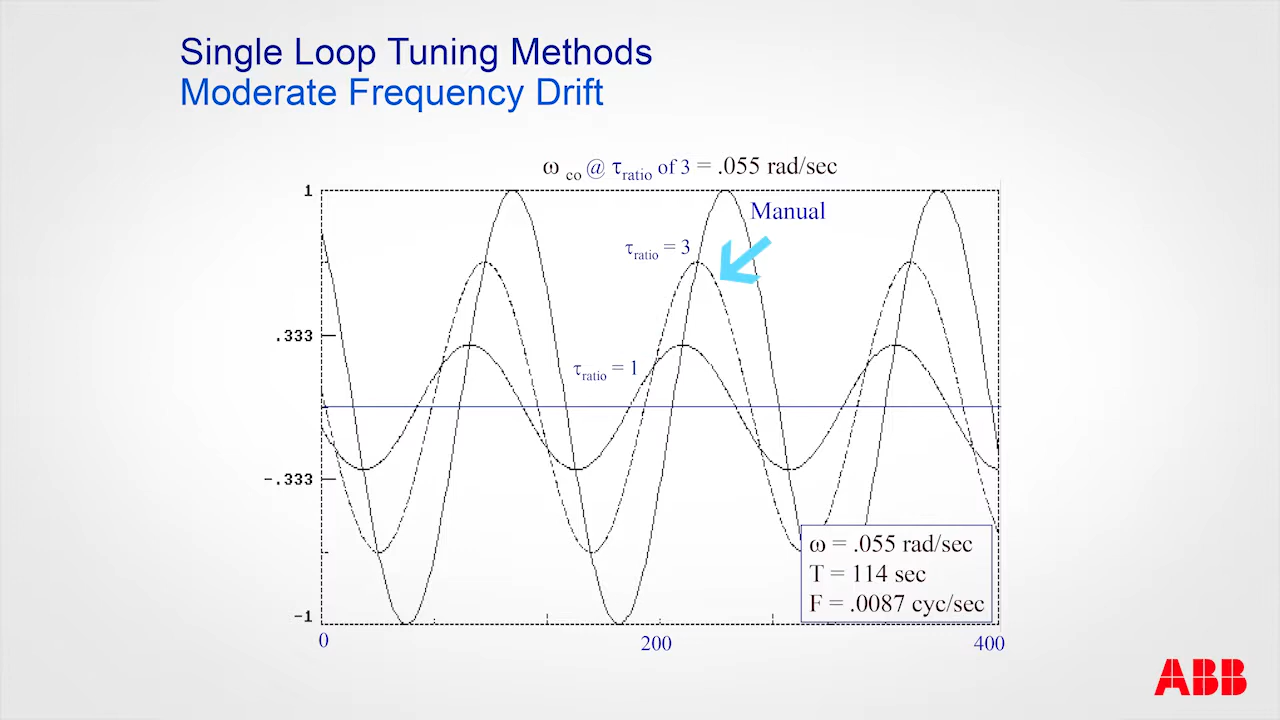 Single Loop Tuning Methods
Moderate Frequency Drift
ω co @ τratio of 3 = .055 rad/sec
1
Manual
τratio = 3
.333
τratio = 1
-.333
ω = .055 rad/sec
T = 114 sec
F = .0087 cyc/sec
-1
0 200 400
ABB